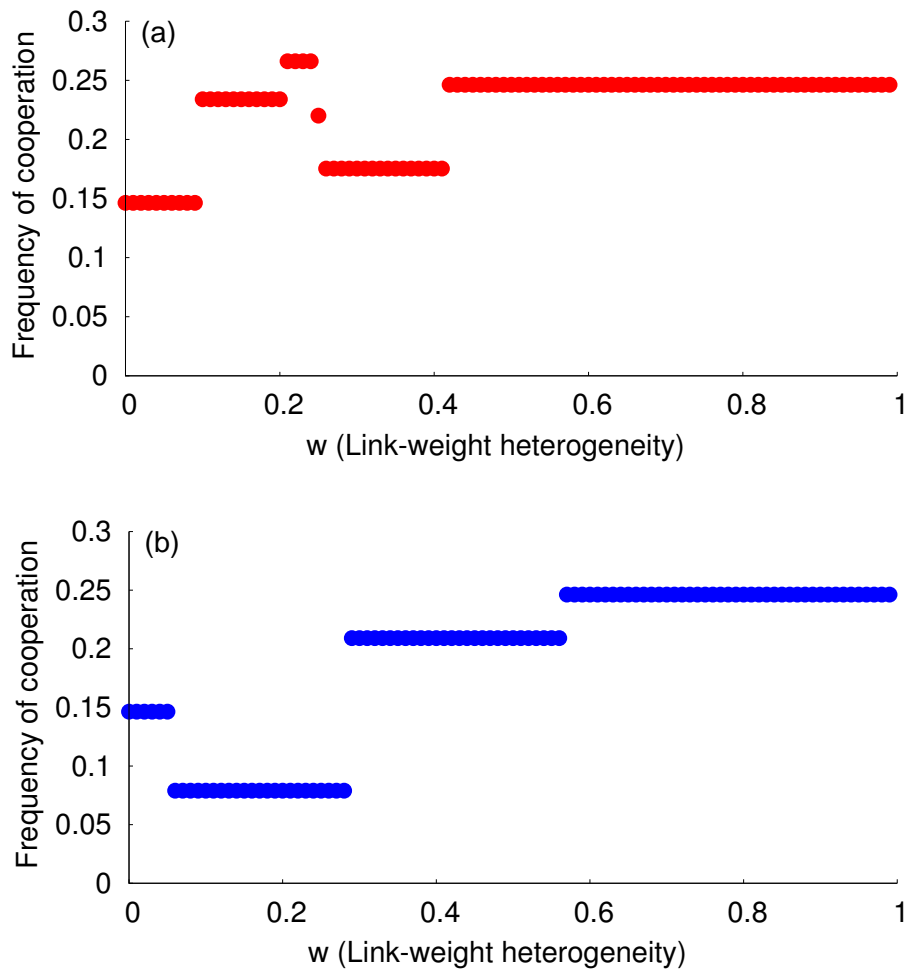 (a)
0.3
0.25
0.2
0.15
0.1
0.05
0
Frequency of cooperation
0 0.2 0.4 0.6 0.8 1
w (Link-weight heterogeneity)
(b)
0.3
0.25
0.2
0.15
0.1
0.05
0
Frequency of cooperation
0 0.2 0.4 0.6 0.8 1
w (Link-weight heterogeneity)